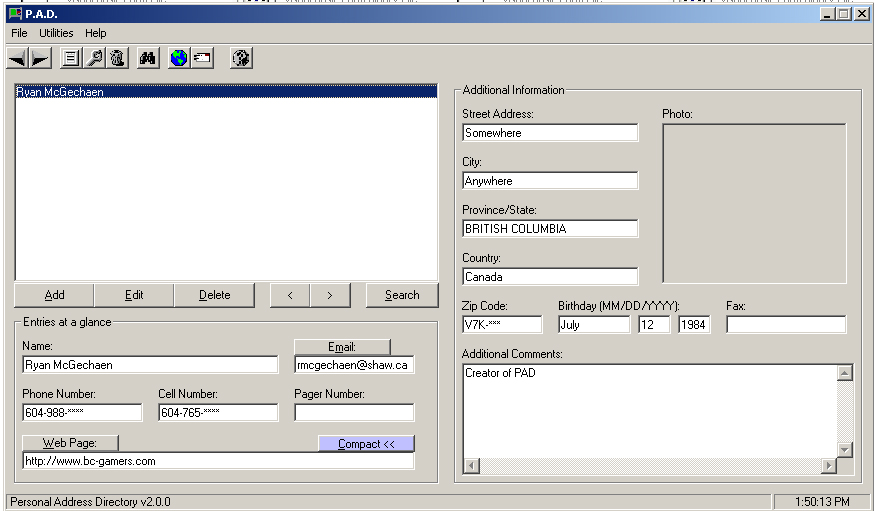 P.A.D.
File Utilities Help
Ryan McGechaen
Add Edit Delete < > Search
Entries at a glance
Name: Email:
Ryan McGechaen rmcgechaen@shaw.ca
Phone Number: Cell Number: Pager Number:
604-988-**** 604-765-****
Web Page: Compact <<
http://www.bc-gamers.com
Additional Information
Street Address: Photo:
Somewhere
City:
Anywhere
Province/State:
BRITISH COLUMBIA
Country:
Canada
Zip Code: Birthday (MM/DD/YYYY): Fax:
V7K-*** July 12 1984
Additional Comments:
Creator of PAD
Personal Address Directory v2.0.0 1:50:13 PM